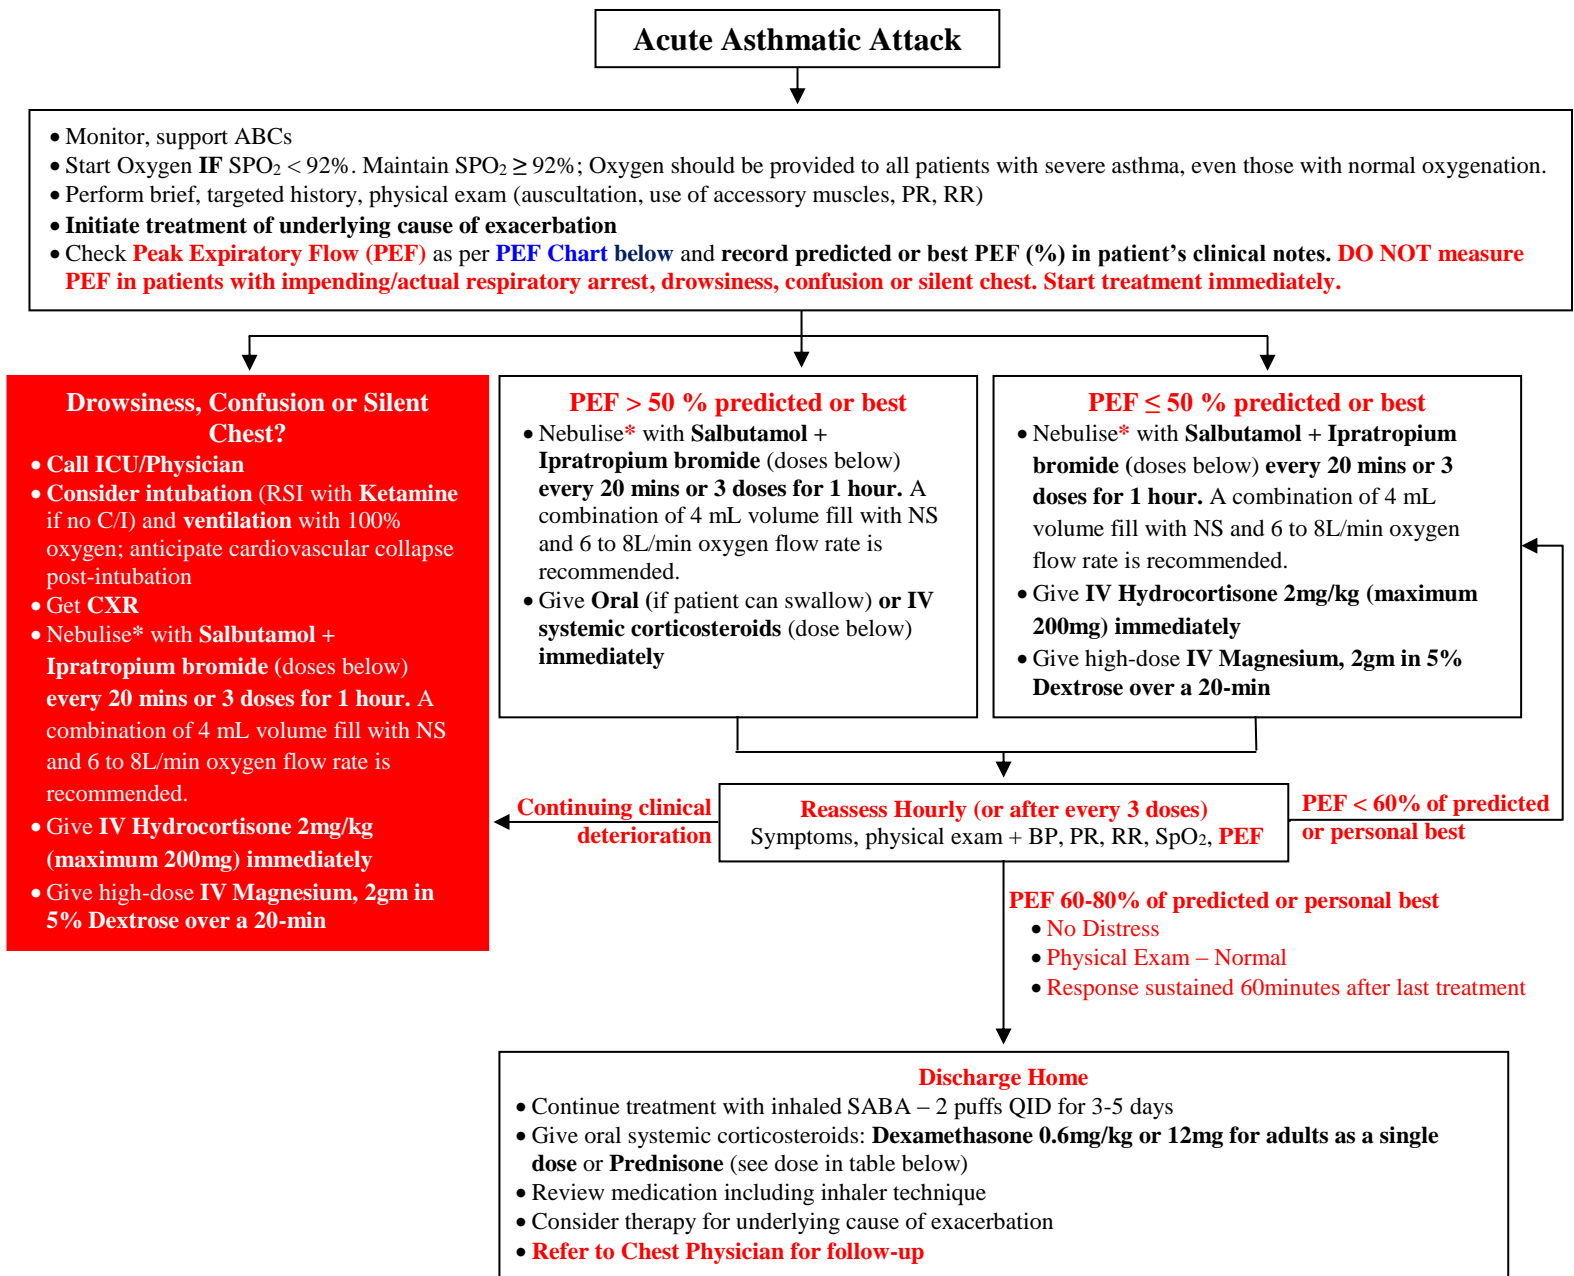 Acute Asthmatic Attack
• Monitor, support ABCs
• Start Oxygen IF SPO₂ < 92%. Maintain SPO₂ ≥ 92%; Oxygen should be provided to all patients with severe asthma, even those with normal oxygenation.
• Perform brief, targeted history, physical exam (auscultation, use of accessory muscles, PR, RR)
• Initiate treatment of underlying cause of exacerbation
• Check Peak Expiratory Flow (PEF) as per PEF Chart below and record predicted or best PEF (%) in patient's clinical notes. DO NOT measure
PEF in patients with impending/actual respiratory arrest, drowsiness, confusion or silent chest. Start treatment immediately.
Drowsiness, Confusion or Silent
Chest?
• Call ICU/Physician
• Consider intubation (RSI with Ketamine
if no C/I) and ventilation with 100%
oxygen; anticipate cardiovascular collapse
post-intubation
• Get CXR
• Nebulise* with Salbutamol +
Ipratropium bromide (doses below)
every 20 mins or 3 doses for 1 hour. A
combination of 4 mL volume fill with NS
and 6 to 8L/min oxygen flow rate is
recommended.
• Give IV Hydrocortisone 2mg/kg
(maximum 200mg) immediately
• Give high-dose IV Magnesium, 2gm in
5% Dextrose over a 20-min
PEF > 50 % predicted or best
• Nebulise* with Salbutamol +
Ipratropium bromide (doses below)
every 20 mins or 3 doses for 1 hour. A
combination of 4 mL volume fill with NS
and 6 to 8L/min oxygen flow rate is
recommended.
• Give Oral (if patient can swallow) or IV
systemic corticosteroids (dose below)
immediately
PEF ≤ 50 % predicted or best
• Nebulise* with Salbutamol + Ipratropium
bromide (doses below) every 20 mins or 3
doses for 1 hour. A combination of 4 mL
volume fill with NS and 6 to 8L/min oxygen
flow rate is recommended.
• Give IV Hydrocortisone 2mg/kg (maximum
200mg) immediately
• Give high-dose IV Magnesium, 2gm in 5%
Dextrose over a 20-min
Continuing clinical
deterioration
Reassess Hourly (or after every 3 doses)
Symptoms, physical exam + BP, PR, RR, SpO₂, PEF
PEF < 60% of predicted
or personal best
PEF 60-80% of predicted or personal best
• No Distress
• Physical Exam – Normal
• Response sustained 60minutes after last treatment
Discharge Home
• Continue treatment with inhaled SABA – 2 puffs QID for 3-5 days
• Give oral systemic corticosteroids: Dexamethasone 0.6mg/kg or 12mg for adults as a single
dose or Prednisone (see dose in table below)
• Review medication including inhaler technique
• Consider therapy for underlying cause of exacerbation
• Refer to Chest Physician for follow-up